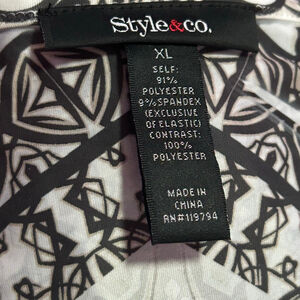 Style&co.
XL
SELF:
91%
POLYESTER
9%SPANDEX
(EXCLUSIVE
OF ELASTIC)
CONTRAST:
100%
POLYESTER
MADE IN
CHINA
RN#119794